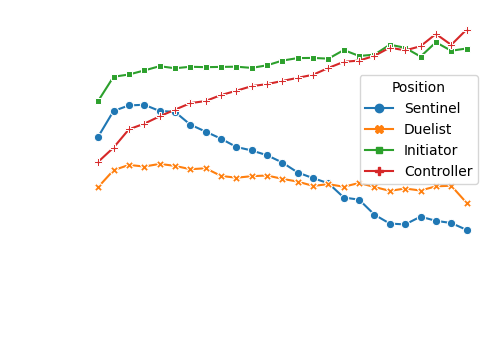 Position
Sentinel
Duelist
Initiator
Controller